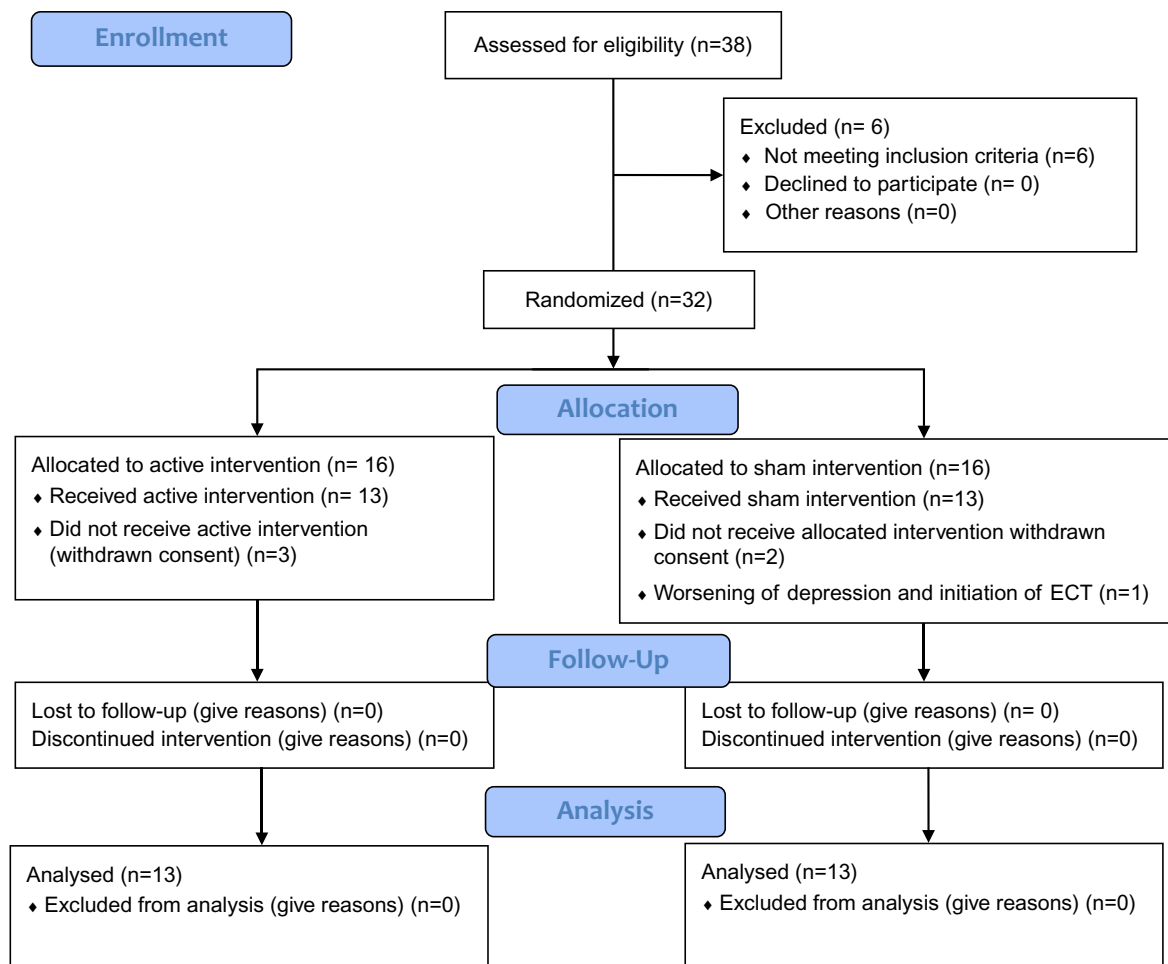 Enrollment
Assessed for eligibility (n=38)
Excluded (n= 6)
♦ Not meeting inclusion criteria (n=6)
♦ Declined to participate (n= 0)
♦ Other reasons (n=0)
Randomized (n=32)
Allocation
Allocated to active intervention (n= 16)
♦ Received active intervention (n= 13)
♦ Did not receive active intervention
(withdrawn consent) (n=3)
Allocated to sham intervention (n=16)
♦ Received sham intervention (n=13)
♦ Did not receive allocated intervention withdrawn
consent (n=2)
♦ Worsening of depression and initiation of ECT (n=1)
Follow-Up
Lost to follow-up (give reasons) (n=0)
Discontinued intervention (give reasons) (n=0)
Lost to follow-up (give reasons) (n= 0)
Discontinued intervention (give reasons) (n=0)
Analysis
Analysed (n=13)
♦ Excluded from analysis (give reasons) (n=0)
Analysed (n=13)
♦ Excluded from analysis (give reasons) (n=0)